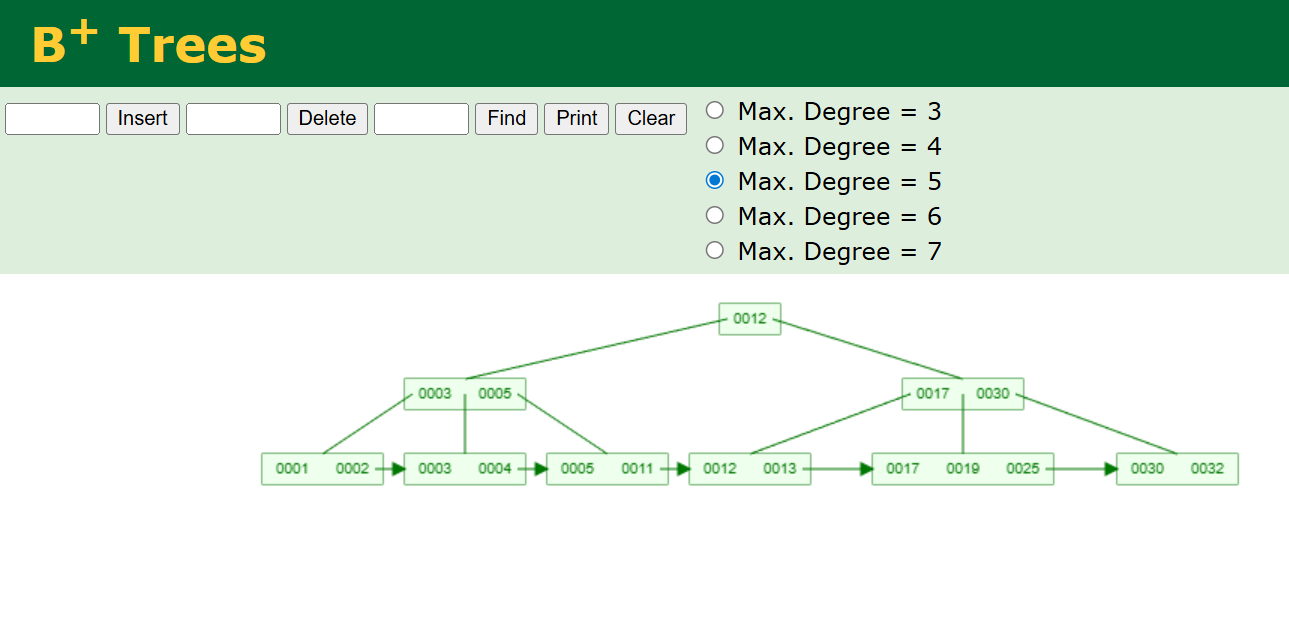 B+ Trees
Insert Delete Find Print Clear
Max. Degree = 3
Max. Degree = 4
Max. Degree = 5
Max. Degree = 6
Max. Degree = 7
0012
0003 0005 0017 0030
0001 0002 0003 0004 0005 0011 0012 0013 0017 0019 0025 0030 0032